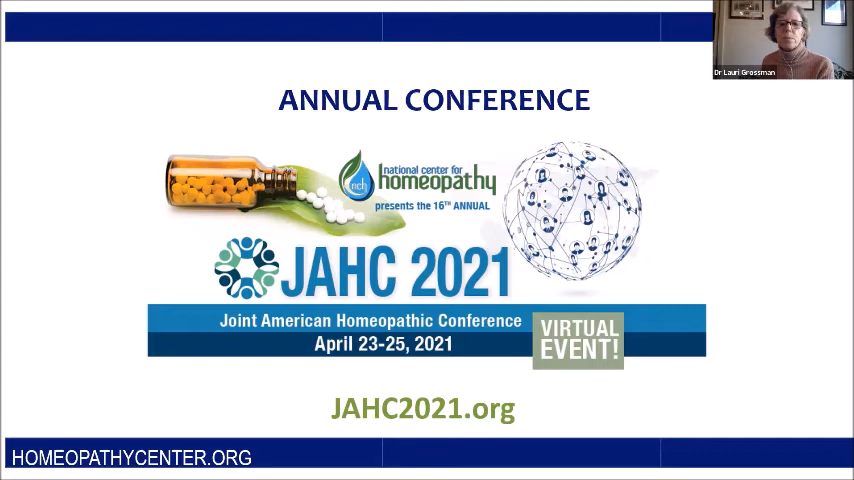 Dr Lauri Grossman
ANNUAL CONFERENCE
national center for
homeopathy
nch
presents the 16TH ANNUAL
JAHC 2021
Joint American Homeopathic Conference
April 23-25, 2021
VIRTUAL
EVENT!
JAHC2021.org
HOMEOPATHYCENTER.ORG